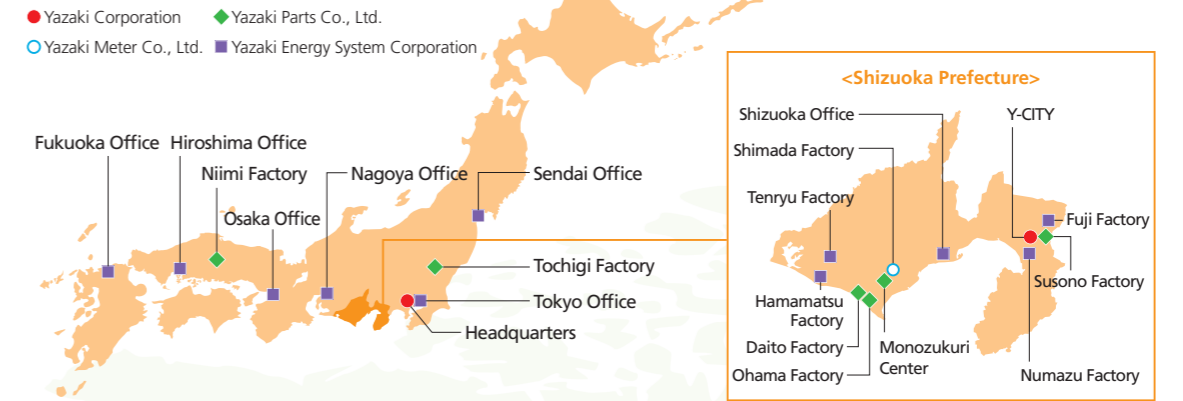 Yazaki Corporation
Yazaki Parts Co., Ltd.
Yazaki Meter Co., Ltd.
Yazaki Energy System Corporation
Fukuoka Office
Hiroshima Office
Niimi Factory
Nagoya Office
Sendai Office
Osaka Office
Tochigi Factory
Tokyo Office
Headquarters
<Shizuoka Prefecture>
Shizuoka Office
Y-CITY
Shimada Factory
Tenryu Factory
Fuji Factory
Susono Factory
Hamamatsu
Factory
Daito Factory
Monozukuri
Center
Ohama Factory
Numazu Factory